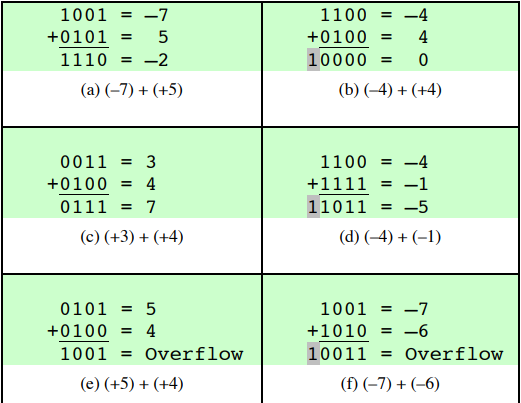 1001 = –7
+0101 = 5
1110 = –2
(a) (–7) + (+5)
1100 = –4
+0100 = 4
10000 = 0
(b) (–4) + (+4)
0011 = 3
+0100 = 4
0111 = 7
(c) (+3) + (+4)
1100 = –4
+1111 = –1
11011 = –5
(d) (–4) + (–1)
0101 = 5
+0100 = 4
1001 = Overflow
(e) (+5) + (+4)
1001 = –7
+1010 = –6
10011 = Overflow
(f) (–7) + (–6)